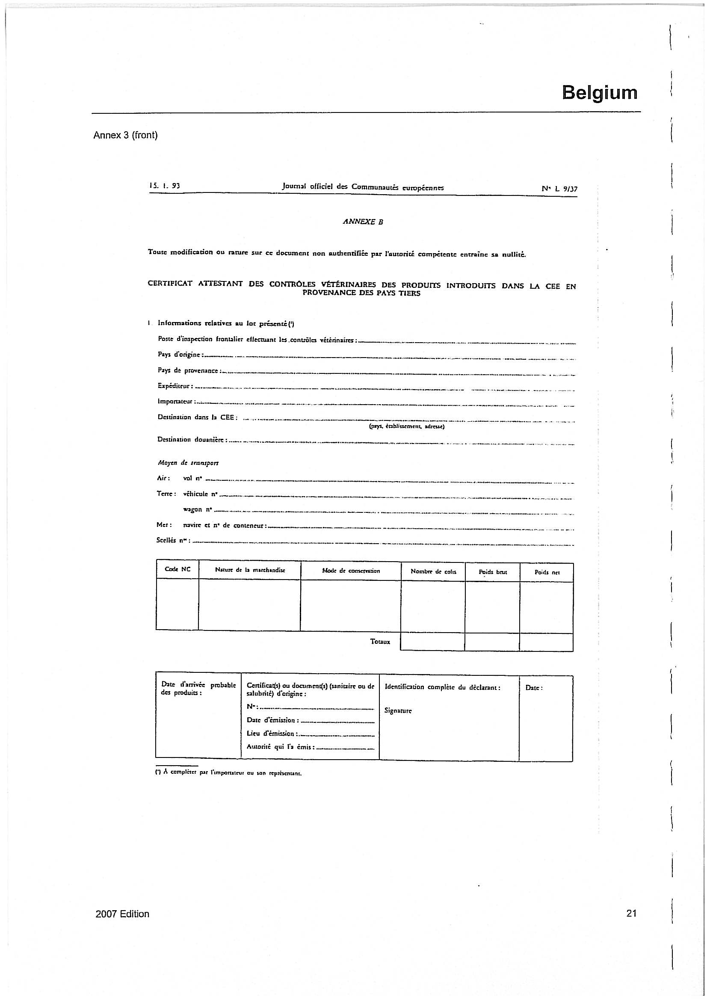 Belgium
Annex 3 (front)
15. 1. 93 Journal officiel des Communautés européennes N° L 9/37
ANNEXE B
Toute modification ou rature sur ce document non authentifiée par l'autorité compétente entraîne sa nullité.
CERTIFICAT ATTESTANT DES CONTRÔLES VÉTÉRINAIRES DES PRODUITS INTRODUITS DANS LA CEE EN
PROVENANCE DES PAYS TIERS
1. Informations relatives au lot présenté (¹)
Poste d'inspection frontalier effectuant les contrôles vétérinaires :
Pays d'origine :
Pays de provenance :
Expéditeur :
Importateur :
Destination dans la CEE :
(pays, établissement, adresse)
Destination douanière :
Moyen de transport
Air : vol n°
Terre : véhicule n°
wagon n°
Mer : navire et n° de conteneur :
Scellés nos :
Code NC Nature de la marchandise Mode de conservation Nombre de colis Poids brut Poids net
Totaux
Date d'arrivée probable Certificat(s) ou document(s) (sanitaire ou de Identification complète du déclarant : Date :
des produits : salubrité) d'origine :
N° :
Signature
Date d'émission :
Lieu d'émission :
Autorité qui l'a émis :
(¹) À compléter par l'importateur ou son représentant.
2007 Edition 21